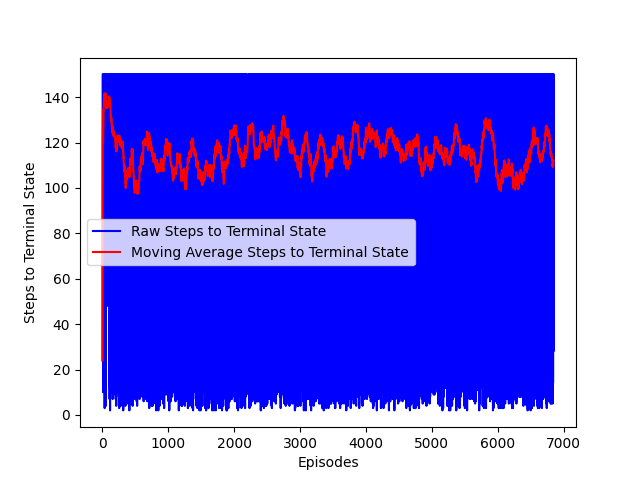 140
120
100
80
60
40
20
0
Steps to Terminal State
Raw Steps to Terminal State
Moving Average Steps to Terminal State
0 1000 2000 3000 4000 5000 6000 7000
Episodes